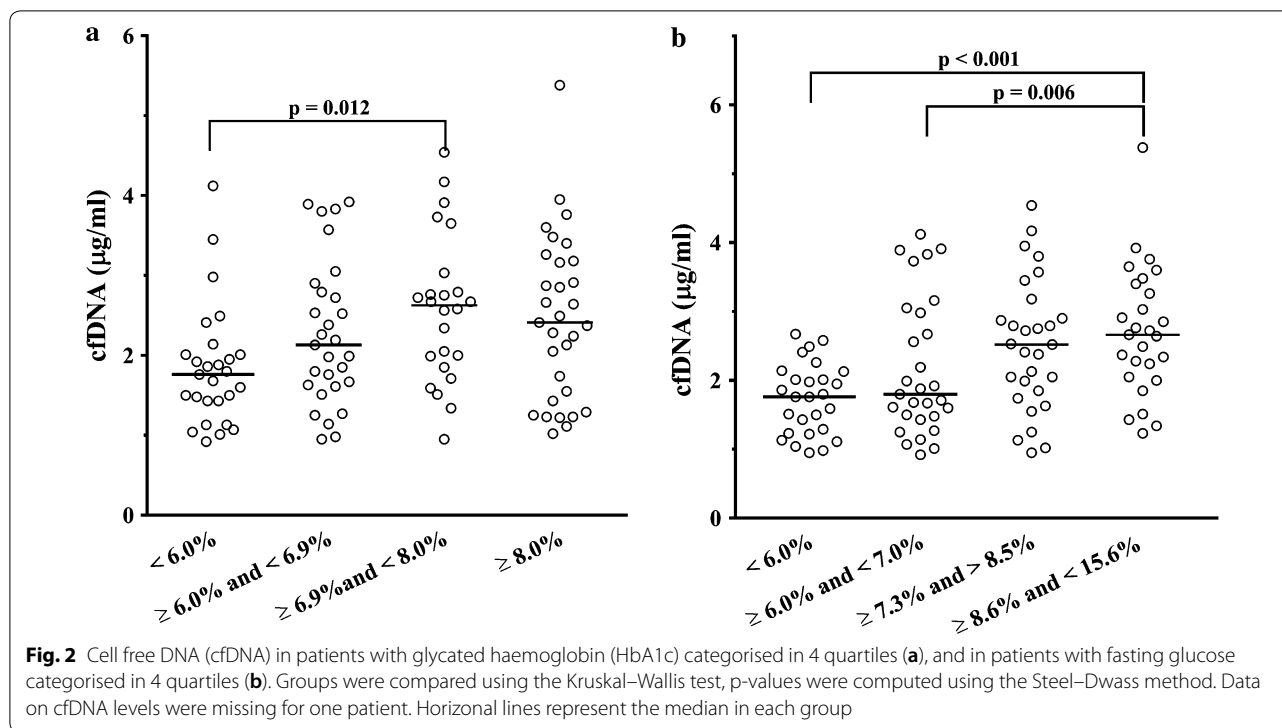 a
6
4
2
0
cfDNA (µg/ml)
p = 0.012
< 6.0%
≥ 6.0% and < 6.9%
≥ 6.9%and < 8.0%
≥ 8.0%
b
6
4
2
0
cfDNA (µg/ml)
p < 0.001
p = 0.006
< 6.0%
≥ 6.0% and < 7.0%
≥ 7.3% and > 8.5%
≥ 8.6% and < 15.6%
Fig. 2 Cell free DNA (cfDNA) in patients with glycated haemoglobin (HbA1c) categorised in 4 quartiles (a), and in patients with fasting glucose
categorised in 4 quartiles (b). Groups were compared using the Kruskal–Wallis test, p-values were computed using the Steel–Dwass method. Data
on cfDNA levels were missing for one patient. Horizonal lines represent the median in each group